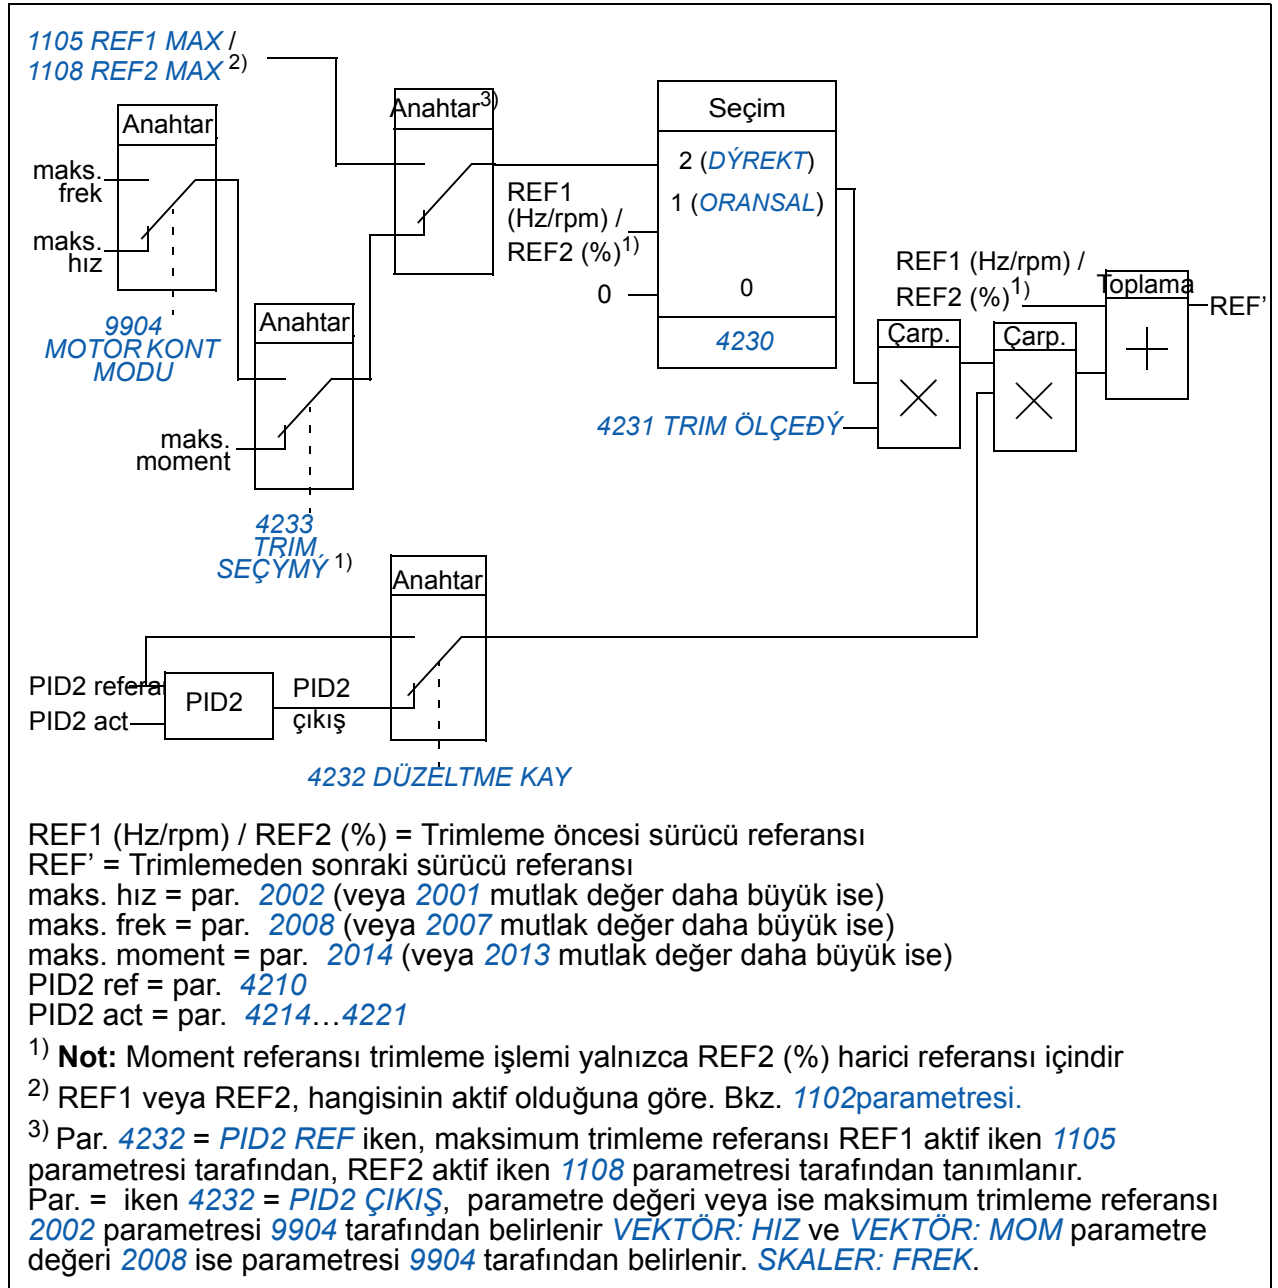 1105 REF1 MAX /
1108 REF2 MAX 2)
Anahtar
maks.
frek
maks.
hız
9904
MOTOR KONT
MODU
Anahtar
maks.
moment
4233
TRIM
SEÇÝMÝ 1)
Anahtar3)
REF1
(Hz/rpm) /
REF2 (%)1)
0
Seçim
2 (DÝREKT)
1 (ORANSAL)
0
4230
4231 TRIM ÖLÇEÐÝ
Çarp.
Çarp.
REF1 (Hz/rpm) /
REF2 (%)1)
Toplama
REF’
Anahtar
PID2 refera
PID2 act
PID2
PID2
çıkış
4232 DÜZELTME KAY
REF1 (Hz/rpm) / REF2 (%) = Trimleme öncesi sürücü referansı
REF’ = Trimlemeden sonraki sürücü referansı
maks. hız = par. 2002 (veya 2001 mutlak değer daha büyük ise)
maks. frek = par. 2008 (veya 2007 mutlak değer daha büyük ise)
maks. moment = par. 2014 (veya 2013 mutlak değer daha büyük ise)
PID2 ref = par. 4210
PID2 act = par. 4214…4221
1) Not: Moment referansı trimleme işlemi yalnızca REF2 (%) harici referansı içindir
2) REF1 veya REF2, hangisinin aktif olduğuna göre. Bkz. 1102parametresi.
3) Par. 4232 = PID2 REF iken, maksimum trimleme referansı REF1 aktif iken 1105
parametresi tarafından, REF2 aktif iken 1108 parametresi tarafından tanımlanır.
Par. = iken 4232 = PID2 ÇIKIŞ, parametre değeri veya ise maksimum trimleme referansı
2002 parametresi 9904 tarafından belirlenir VEKTÖR: HIZ ve VEKTÖR: MOM parametre
değeri 2008 ise parametresi 9904 tarafından belirlenir. SKALER: FREK.